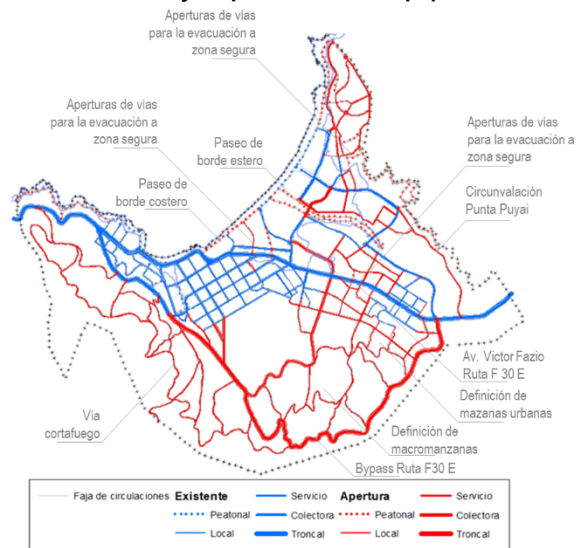 Aperturas de vías
para la evacuación a
zona segura
Aperturas de vías
para la evacuación a
zona segura
Paseo de
borde estero
Paseo de
borde costero
Aperturas de vías
para la evacuación a
zona segura
Circunvalación
Punta Puyai
Av. Victor Fazio
Ruta F 30 E
Definición de
mazanas urbanas
Vía
cortafuego
Definición de
macromanzanas
Bypass Ruta F30 E
Faja de circulaciones Existente Servicio Apertura Servicio
Peatonal Colectora Peatonal Colectora
Local Troncal Local Troncal